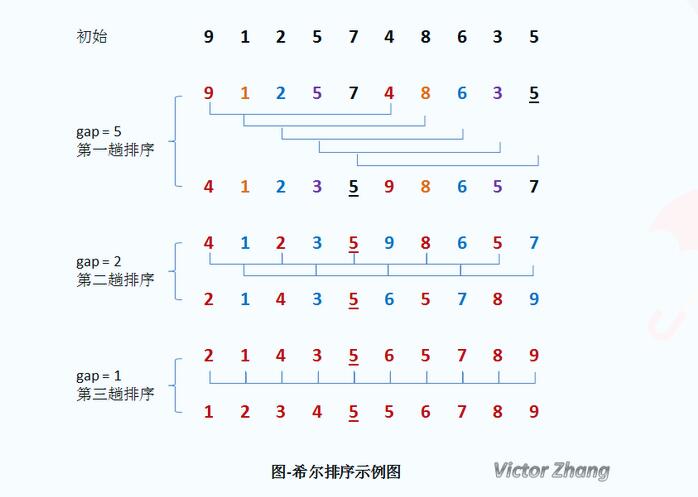 初始 9 1 2 5 7 4 8 6 3 5
9 1 2 5 7 4 8 6 3 5
gap = 5
第一趟排序
4 1 2 3 5 9 8 6 5 7
4 1 2 3 5 9 8 6 5 7
gap = 2
第二趟排序
2 1 4 3 5 6 5 7 8 9
2 1 4 3 5 6 5 7 8 9
gap = 1
第三趟排序
1 2 3 4 5 5 6 7 8 9
图-希尔排序示例图
Victor Zhang